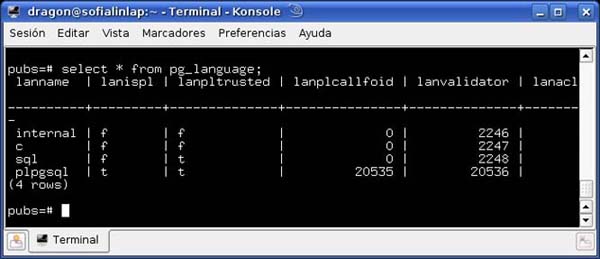 dragon@sofialinlap:~ - Terminal - Konsole
Sesión Editar Vista Marcadores Preferencias Ayuda
pubs=# select * from pg_language;
 lanname | lanispl | lanpltrusted | lanplcallfoid | lanvalidator | lanacl
----------+---------+--------------+---------------+--------------+-------
-
 internal | f | f | 0 | 2246 |
 c | f | f | 0 | 2247 |
 sql | f | t | 0 | 2248 |
 plpgsql | t | t | 20535 | 20536 |
(4 rows)
pubs=#
Terminal